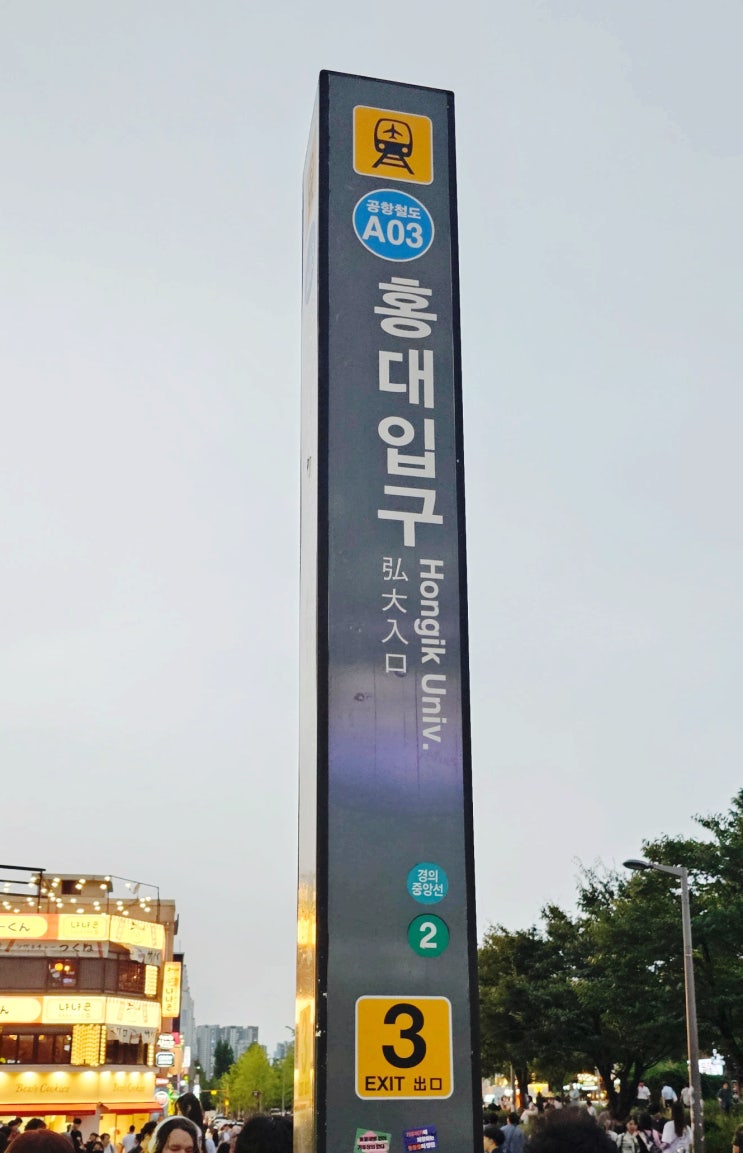 공항철도
A03
홍대입구
Hongik Univ.
弘大入口
경의
중앙선
2
3
EXIT 出口